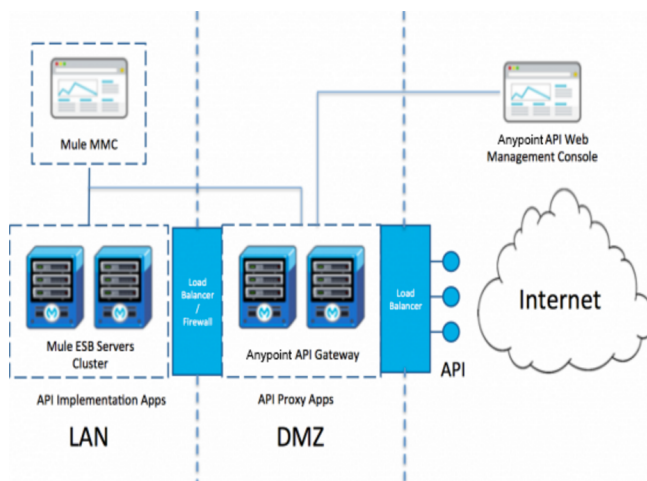 Mule MMC
Anypoint API Web
Management Console
Load
Balancer
/
Firewall
Load
Balancer
Internet
Mule ESB Servers
Cluster
Anypoint API Gateway
API
API Implementation Apps
API Proxy Apps
LAN
DMZ